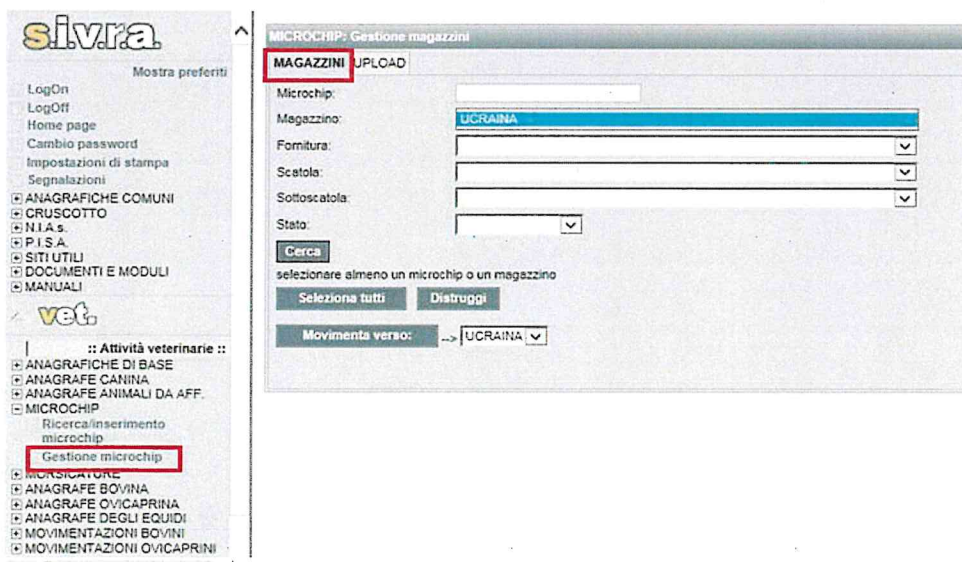 s.i.v.r.a.
Mostra preferiti
LogOn
LogOff
Home page
Cambio password
Impostazioni di stampa
Segnalazioni
ANAGRAFICHE COMUNI
CRUSCOTTO
N.I.A.s.
P.I.S.A.
SITI UTILI
DOCUMENTI E MODULI
MANUALI
vet.
:: Attività veterinarie ::
ANAGRAFICHE DI BASE
ANAGRAFE CANINA
ANAGRAFE ANIMALI DA AFF.
MICROCHIP
Ricerca/inserimento
microchip
Gestione microchip
MORSICATURE
ANAGRAFE BOVINA
ANAGRAFE OVICAPRINA
ANAGRAFE DEGLI EQUIDI
MOVIMENTAZIONI BOVINI
MOVIMENTAZIONI OVICAPRINI
MICROCHIP: Gestione magazzini
MAGAZZINI UPLOAD
Microchip:
Magazzino: UCRAINA
Fornitura:
Scatola:
Sottoscatola:
Stato:
Cerca
selezionare almeno un microchip o un magazzino
Seleziona tutti Distruggi
Movimenta verso: --> UCRAINA